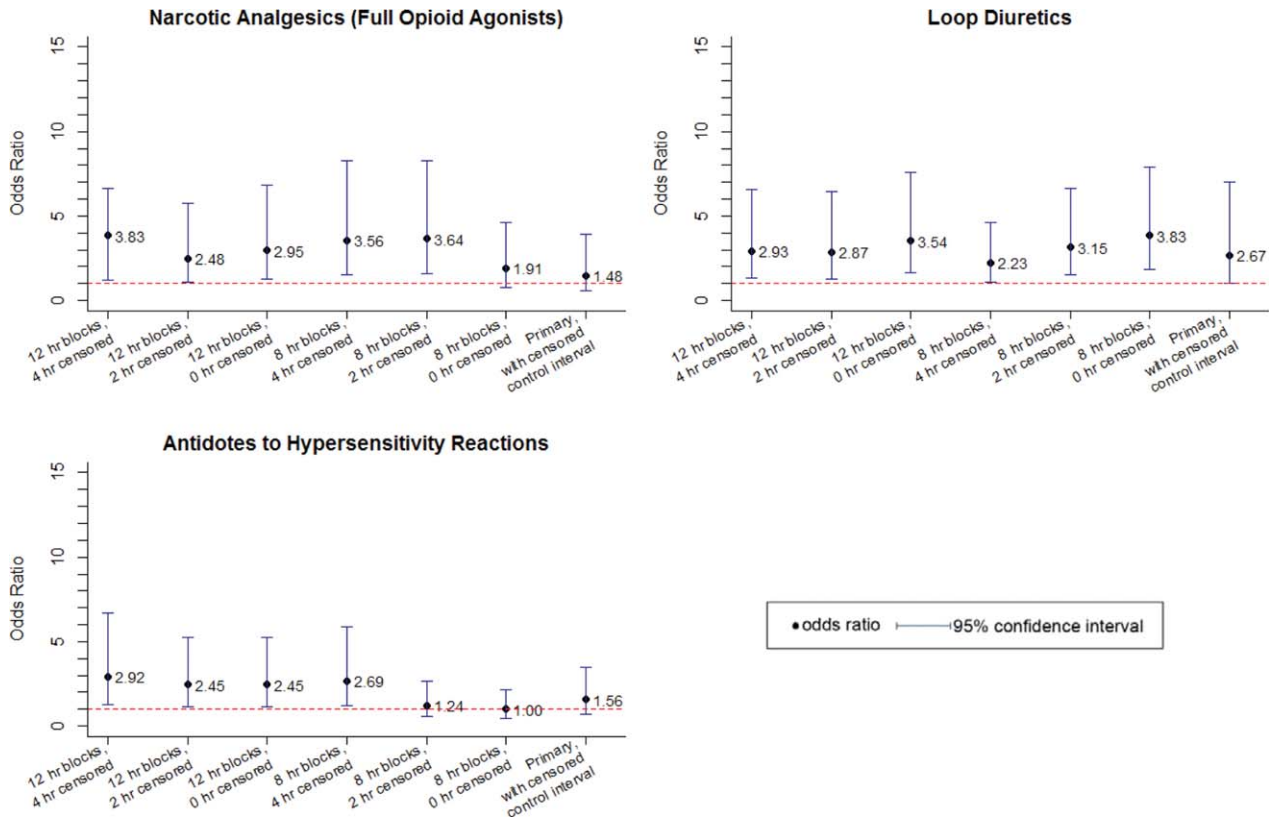 Narcotic Analgesics (Full Opioid Agonists)
Odds Ratio
15
10
5
0
3.83
2.48
2.95
3.56
3.64
1.91
1.48
12 hr blocks,
4 hr censored
12 hr blocks,
2 hr censored
12 hr blocks,
0 hr censored
8 hr blocks,
4 hr censored
8 hr blocks,
2 hr censored
8 hr blocks,
0 hr censored
Primary,
with censored
control interval
Loop Diuretics
Odds Ratio
15
10
5
0
2.93
2.87
3.54
2.23
3.15
3.83
2.67
12 hr blocks,
4 hr censored
12 hr blocks,
2 hr censored
12 hr blocks,
0 hr censored
8 hr blocks,
4 hr censored
8 hr blocks,
2 hr censored
8 hr blocks,
0 hr censored
Primary,
with censored
control interval
Antidotes to Hypersensitivity Reactions
Odds Ratio
15
10
5
0
2.92
2.45
2.45
2.69
1.24
1.00
1.56
12 hr blocks,
4 hr censored
12 hr blocks,
2 hr censored
12 hr blocks,
0 hr censored
8 hr blocks,
4 hr censored
8 hr blocks,
2 hr censored
8 hr blocks,
0 hr censored
Primary,
with censored
control interval
odds ratio 95% confidence interval